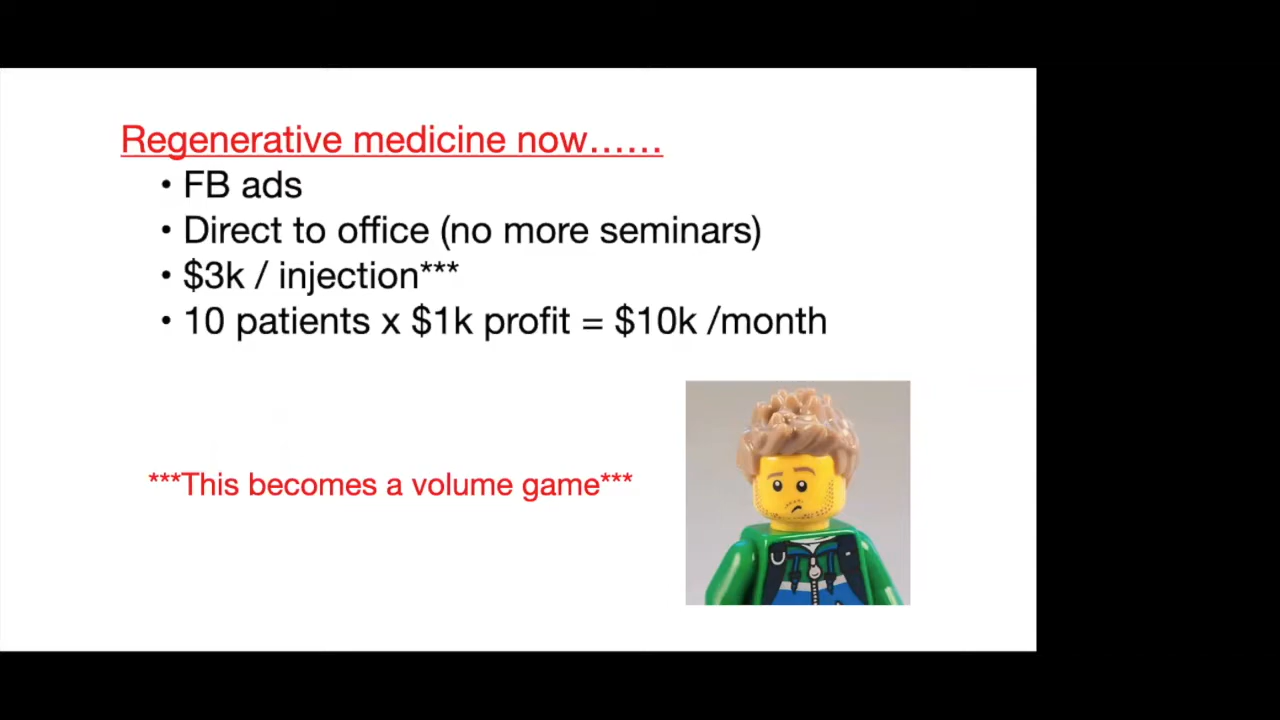 Regenerative medicine now......
• FB ads
• Direct to office (no more seminars)
• $3k / injection***
• 10 patients x $1k profit = $10k /month
***This becomes a volume game***